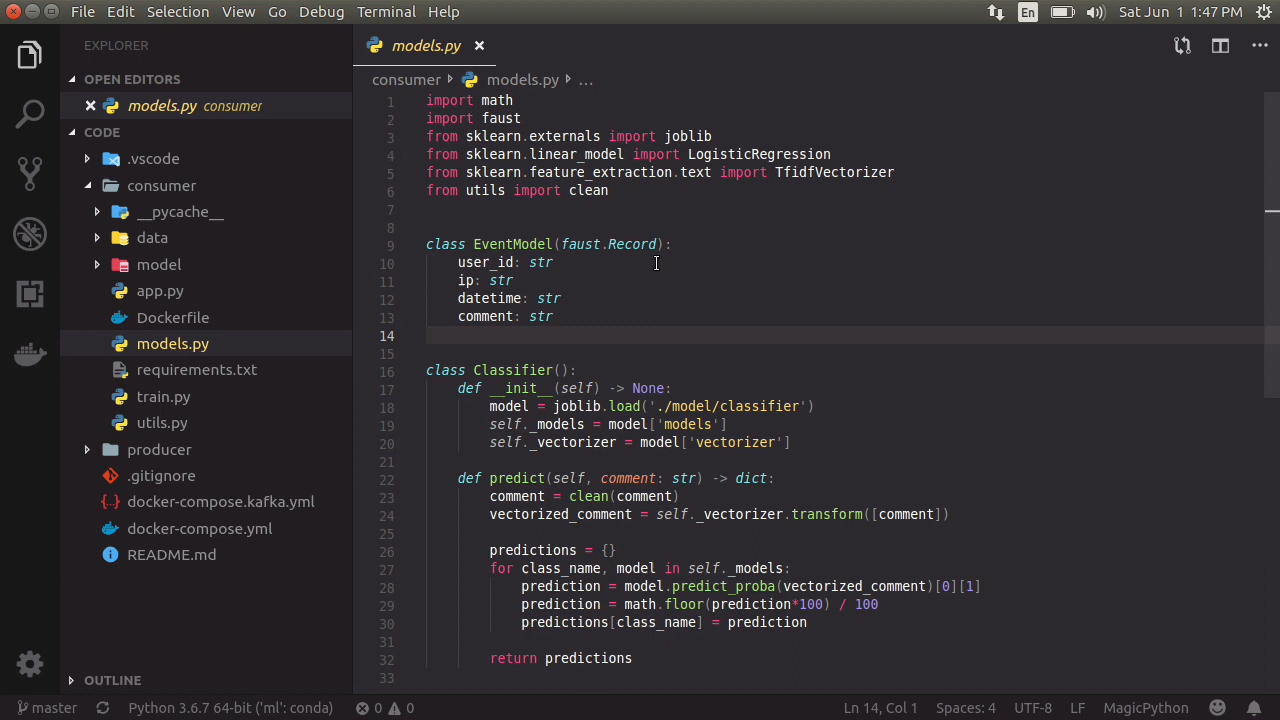 File Edit Selection View Go Debug Terminal Help
En
Sat Jun 1 1:47 PM
EXPLORER
OPEN EDITORS
models.py consumer
CODE
.vscode
consumer
__pycache__
data
model
app.py
Dockerfile
models.py
requirements.txt
train.py
utils.py
producer
.gitignore
docker-compose.kafka.yml
docker-compose.yml
README.md
OUTLINE
models.py
consumer models.py ...
1 import math
2 import faust
3 from sklearn.externals import joblib
4 from sklearn.linear_model import LogisticRegression
5 from sklearn.feature_extraction.text import TfidfVectorizer
6 from utils import clean
7
8
9 class EventModel(faust.Record):
10     user_id: str
11     ip: str
12     datetime: str
13     comment: str
14
15
16 class Classifier():
17     def __init__(self) -> None:
18         model = joblib.load('./model/classifier')
19         self._models = model['models']
20         self._vectorizer = model['vectorizer']
21
22     def predict(self, comment: str) -> dict:
23         comment = clean(comment)
24         vectorized_comment = self._vectorizer.transform([comment])
25
26         predictions = {}
27         for class_name, model in self._models:
28             prediction = model.predict_proba(vectorized_comment)[0][1]
29             prediction = math.floor(prediction*100) / 100
30             predictions[class_name] = prediction
31
32         return predictions
33
master Python 3.6.7 64-bit ('ml': conda) 0 0 Ln 14, Col 1 Spaces: 4 UTF-8 LF MagicPython